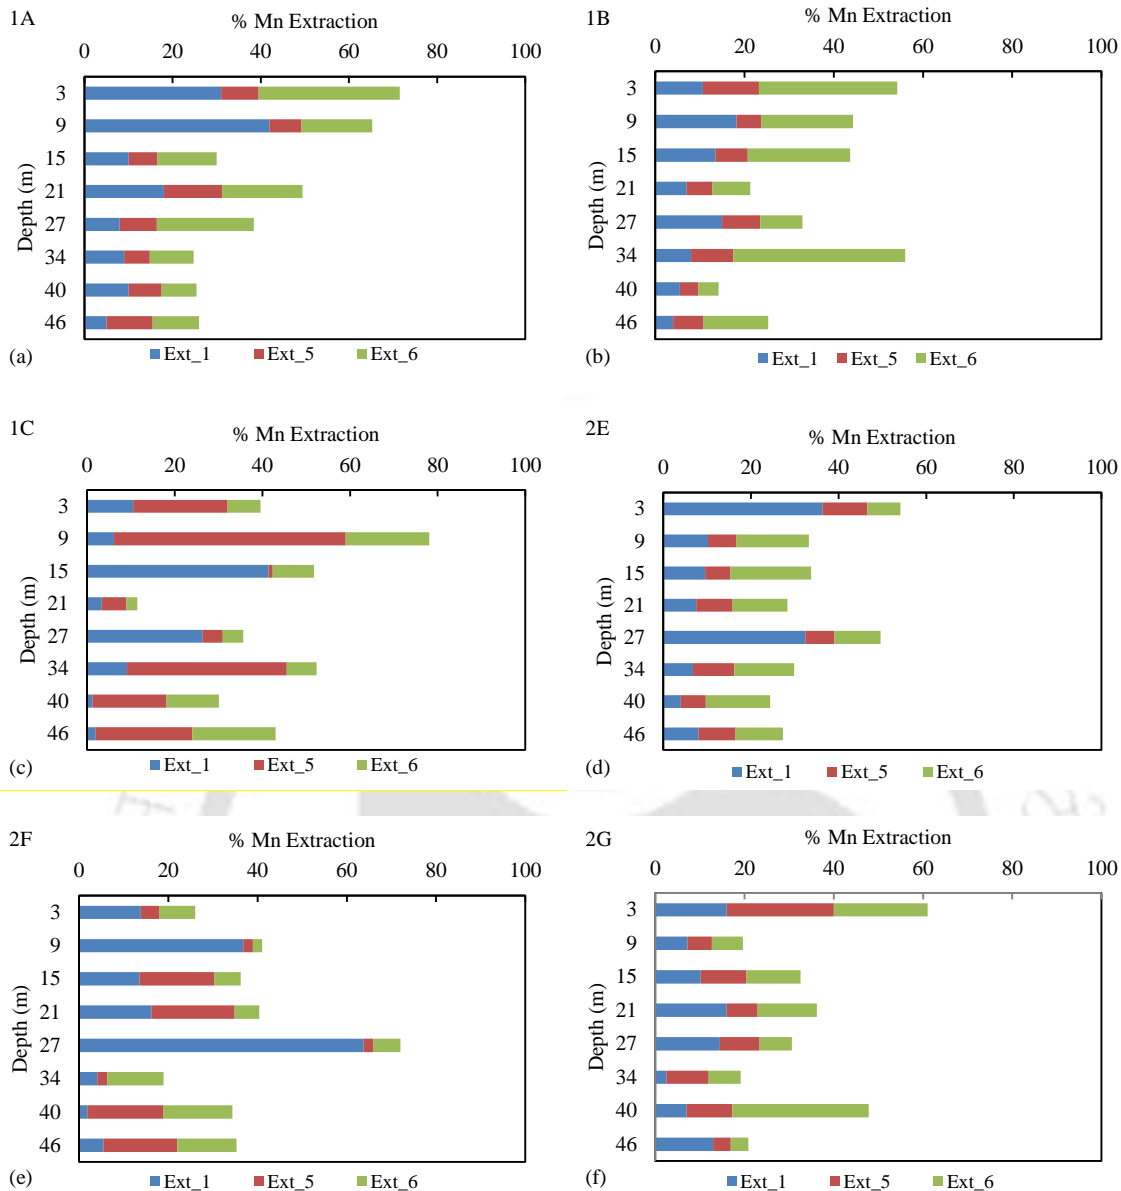 1A
% Mn Extraction
0 20 40 60 80 100
3
9
15
21
27
34
40
46
Depth (m)
Ext_1 Ext_5 Ext_6
(a)
1B
% Mn Extraction
0 20 40 60 80 100
3
9
15
21
27
34
40
46
Depth (m)
Ext_1 Ext_5 Ext_6
(b)
1C
% Mn Extraction
0 20 40 60 80 100
3
9
15
21
27
34
40
46
Depth (m)
Ext_1 Ext_5 Ext_6
(c)
2E
% Mn Extraction
0 20 40 60 80 100
3
9
15
21
27
34
40
46
Depth (m)
Ext_1 Ext_5 Ext_6
(d)
2F
% Mn Extraction
0 20 40 60 80 100
3
9
15
21
27
34
40
46
Depth (m)
Ext_1 Ext_5 Ext_6
(e)
2G
% Mn Extraction
0 20 40 60 80 100
3
9
15
21
27
34
40
46
Depth (m)
Ext_1 Ext_5 Ext_6
(f)